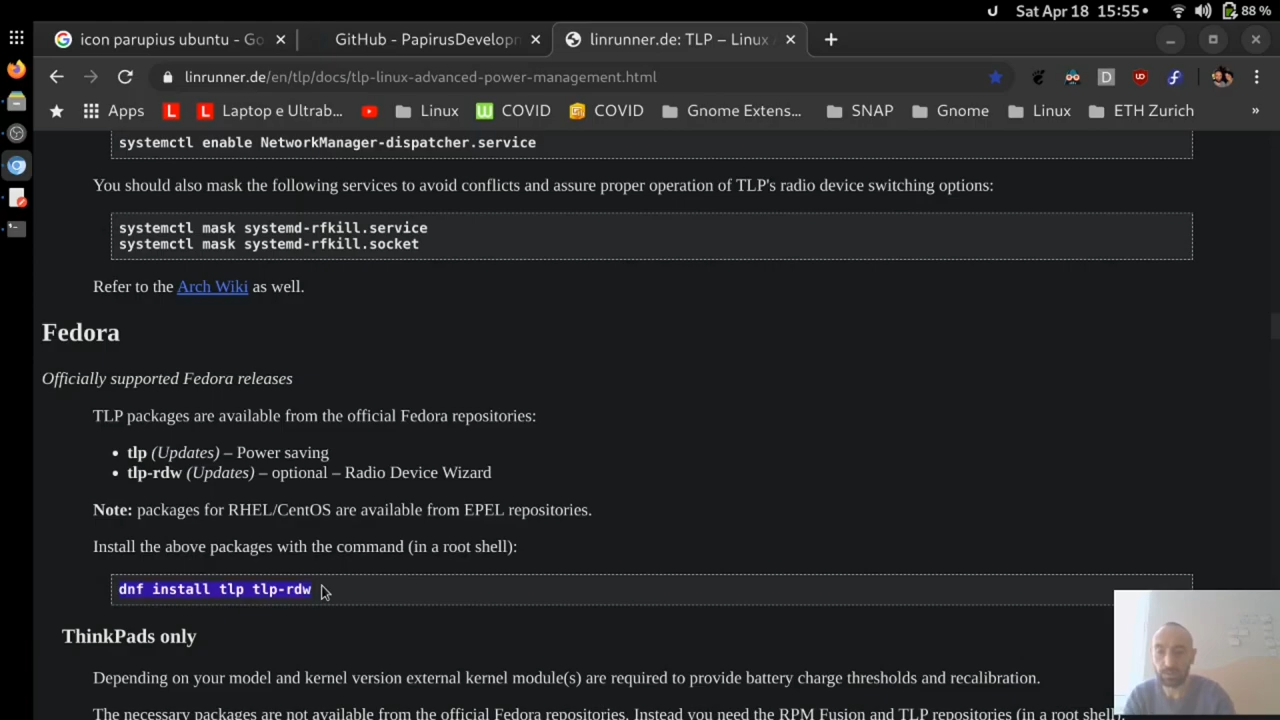 Sat Apr 18 15:55
88 %
icon parupius ubuntu - Go
GitHub - PapirusDevelopn
linrunner.de: TLP – Linux A
linrunner.de/en/tlp/docs/tlp-linux-advanced-power-management.html
Apps
Laptop e Ultrab...
Linux
COVID
COVID
Gnome Extens...
SNAP
Gnome
Linux
ETH Zurich
»
systemctl enable NetworkManager-dispatcher.service
You should also mask the following services to avoid conflicts and assure proper operation of TLP's radio device switching options:
systemctl mask systemd-rfkill.service
systemctl mask systemd-rfkill.socket
Refer to the Arch Wiki as well.
Fedora
Officially supported Fedora releases
TLP packages are available from the official Fedora repositories:
• tlp (Updates) – Power saving
• tlp-rdw (Updates) – optional – Radio Device Wizard
Note: packages for RHEL/CentOS are available from EPEL repositories.
Install the above packages with the command (in a root shell):
dnf install tlp tlp-rdw
ThinkPads only
Depending on your model and kernel version external kernel module(s) are required to provide battery charge thresholds and recalibration.
The necessary packages are not available from the official Fedora repositories. Instead you need the RPM Fusion and TLP repositories (in a root shell):